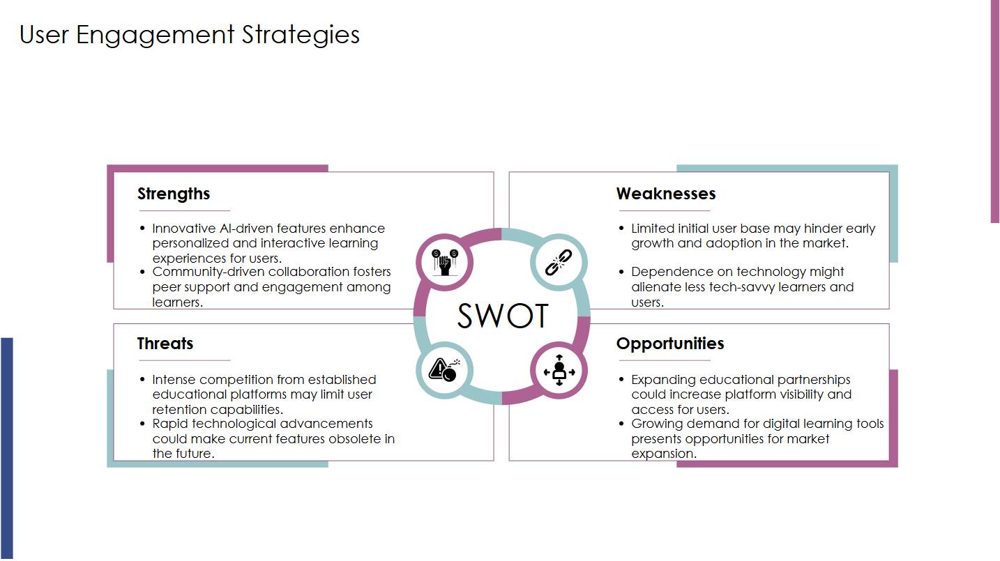 User Engagement Strategies
Strengths
• Innovative AI-driven features enhance
personalized and interactive learning
experiences for users.
• Community-driven collaboration fosters
peer support and engagement among
learners.
Weaknesses
• Limited initial user base may hinder early
growth and adoption in the market.
• Dependence on technology might
alienate less tech-savvy learners and
users.
SWOT
Threats
• Intense competition from established
educational platforms may limit user
retention capabilities.
• Rapid technological advancements
could make current features obsolete in
the future.
Opportunities
• Expanding educational partnerships
could increase platform visibility and
access for users.
• Growing demand for digital learning tools
presents opportunities for market
expansion.